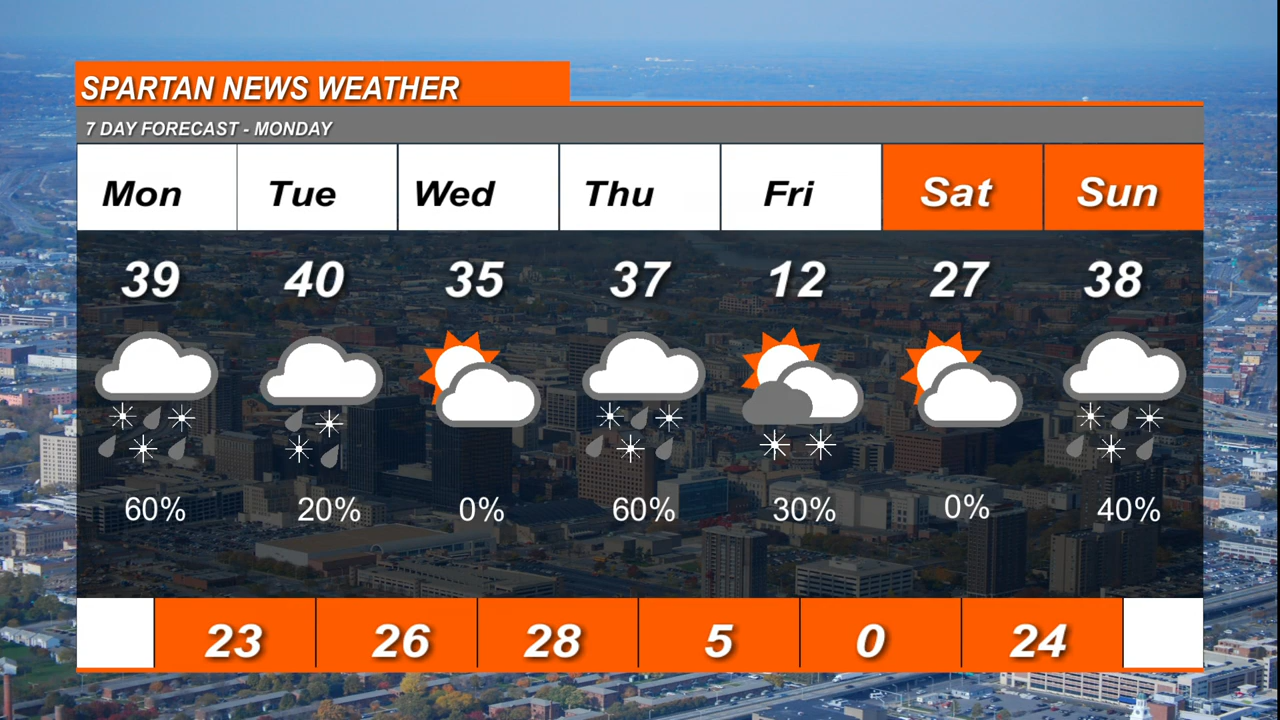 SPARTAN NEWS WEATHER
7 DAY FORECAST - MONDAY
Mon Tue Wed Thu Fri Sat Sun
39 40 35 37 12 27 38
60% 20% 0% 60% 30% 0% 40%
23 26 28 5 0 24